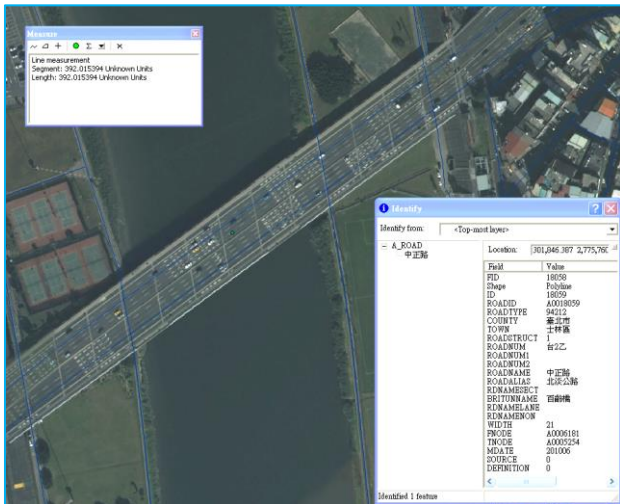 Measure
Line measurement
Segment: 392.015394 Unknown Units
Length: 392.015394 Unknown Units
Identify
Identify from: <Top-most layer>
A_ROAD
中正路
Location: 301,846.387 2,775,760
Field Value
FID 18058
Shape Polyline
ID 18059
ROADID A0018059
ROADTYPE 94212
COUNTY 臺北市
TOWN 士林區
ROADSTRUCT 1
ROADNUM 台2乙
ROADNUM1
ROADNUM2
ROADNAME 中正路
ROADALIAS 北淡公路
RDNAMESECT
BRITUNNAME 百齡橋
RDNAMELANE
RDNAMENON
WIDTH 21
FNODE A0006181
TNODE A0005254
MDATE 201006
SOURCE 0
DEFINITION 0
Identified 1 feature